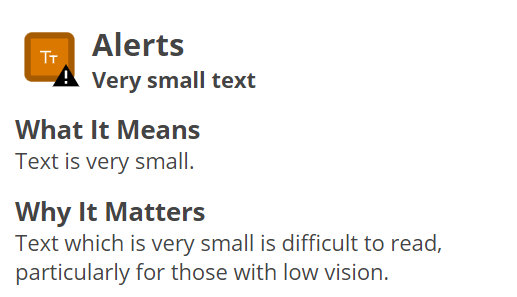 Tт
Alerts
Very small text
What It Means
Text is very small.
Why It Matters
Text which is very small is difficult to read,
particularly for those with low vision.